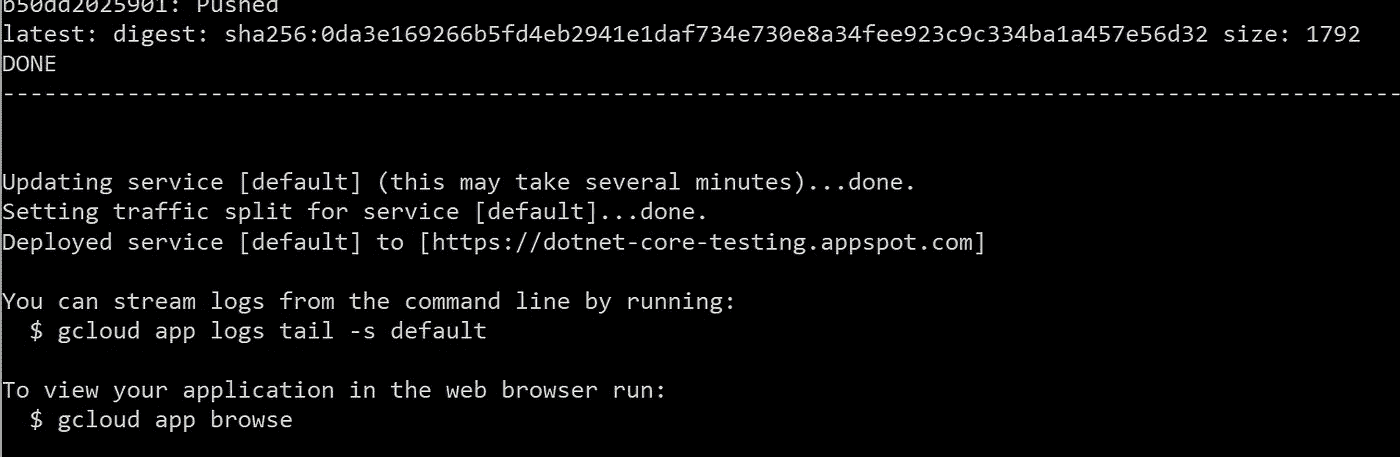 b50dd2025901: Pushed
latest: digest: sha256:0da3e169266b5fd4eb2941e1daf734e730e8a34fee923c9c334ba1a457e56d32 size: 1792
DONE
----------------------------------------------------------------------------------------------------
Updating service [default] (this may take several minutes)...done.
Setting traffic split for service [default]...done.
Deployed service [default] to [https://dotnet-core-testing.appspot.com]
You can stream logs from the command line by running:
  $ gcloud app logs tail -s default
To view your application in the web browser run:
  $ gcloud app browse